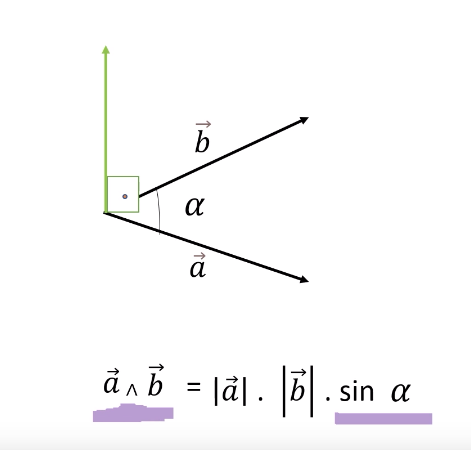 b⃗
α
a⃗
a⃗ ∧ b⃗ = |a⃗| . |b⃗| . sin α